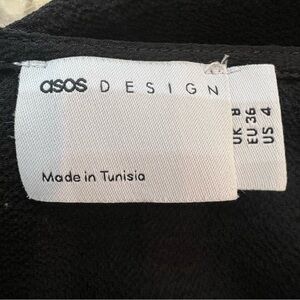 asos DESIGN
Made in Tunisia
UK 8
EU 36
US 4